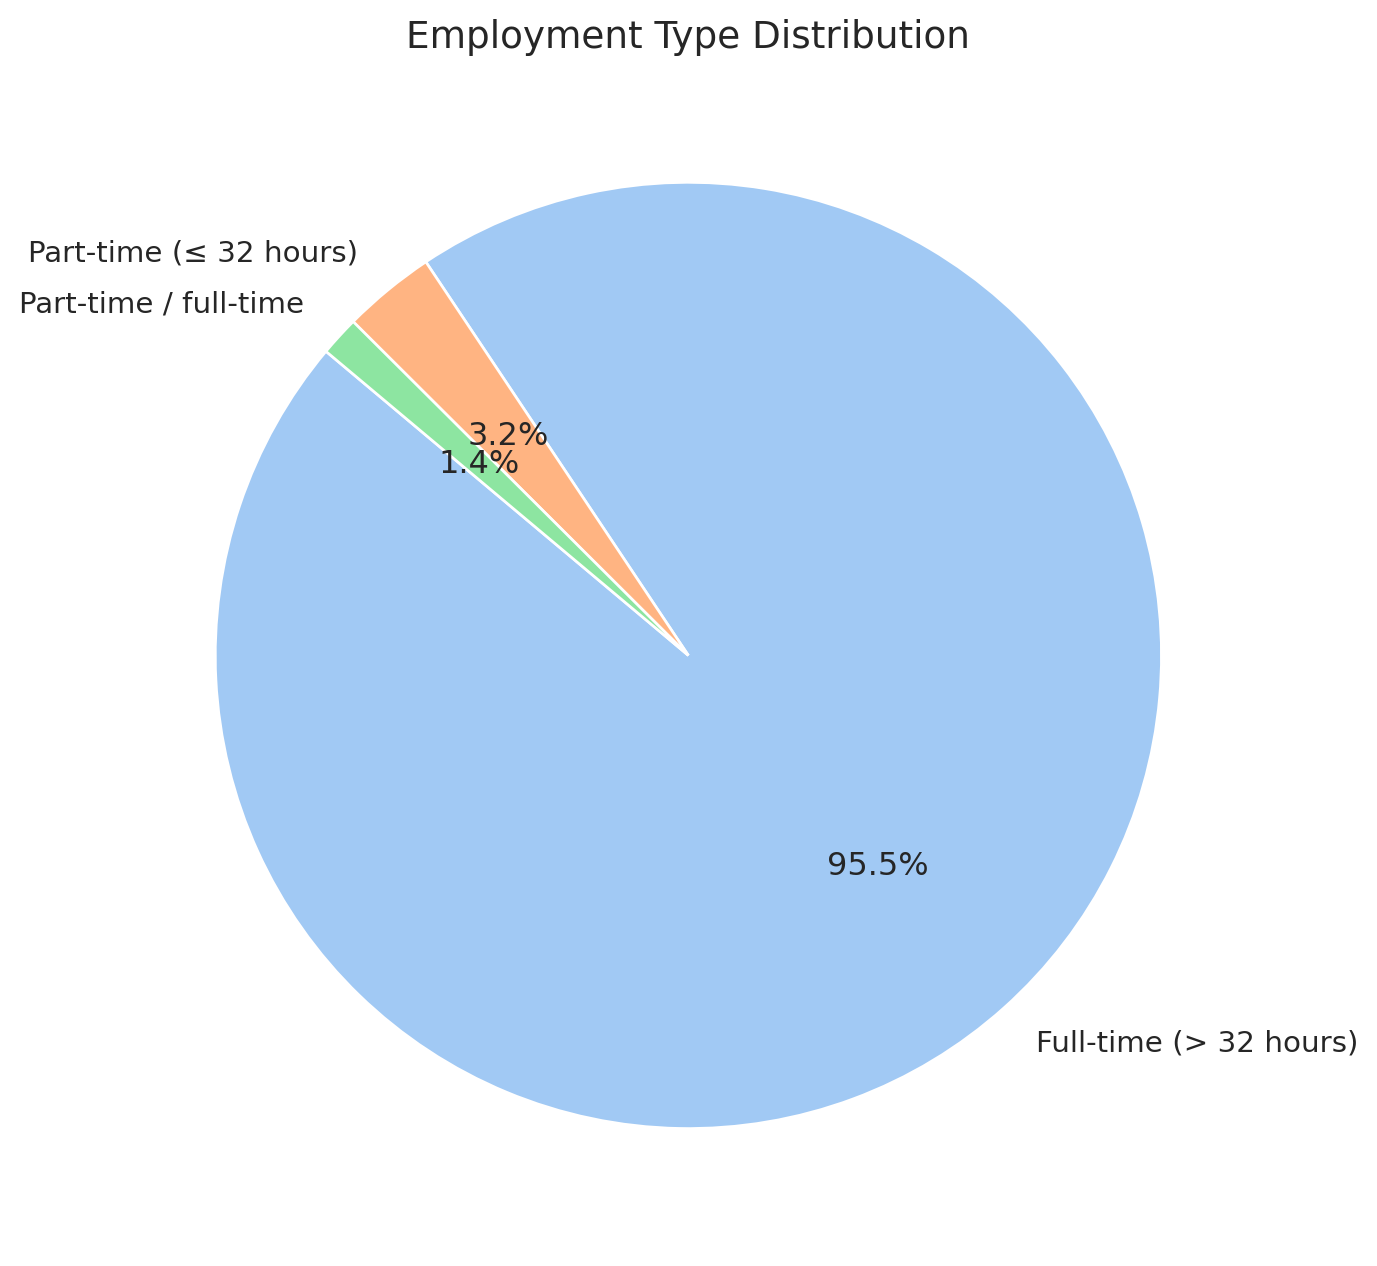 Employment Type Distribution
Part-time (≤ 32 hours)
Part-time / full-time
3.2%
1.4%
95.5%
Full-time (> 32 hours)